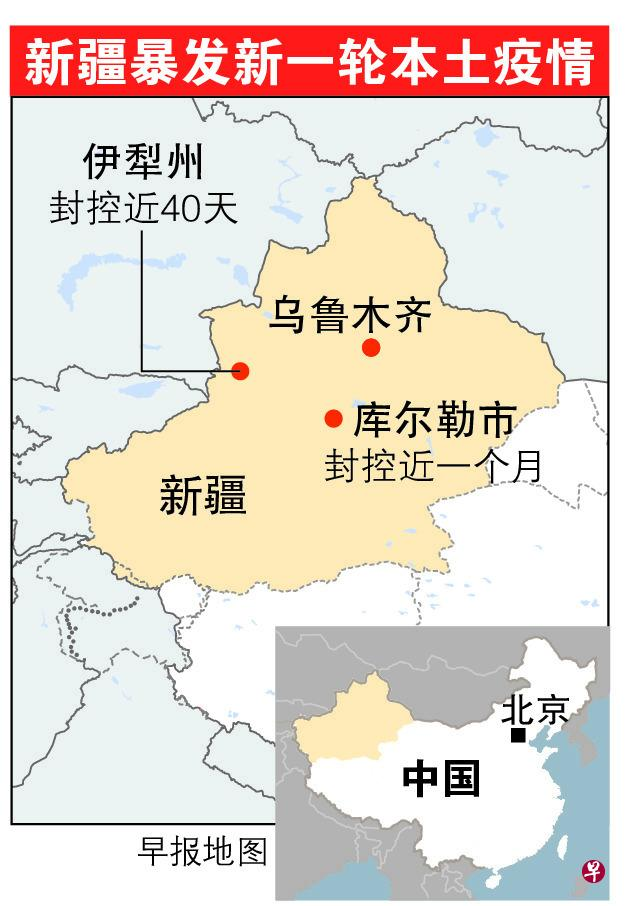 新疆暴发新一轮本土疫情
伊犁州
封控近40天
乌鲁木齐
库尔勒市
封控近一个月
新疆
北京
中国
早报地图
早